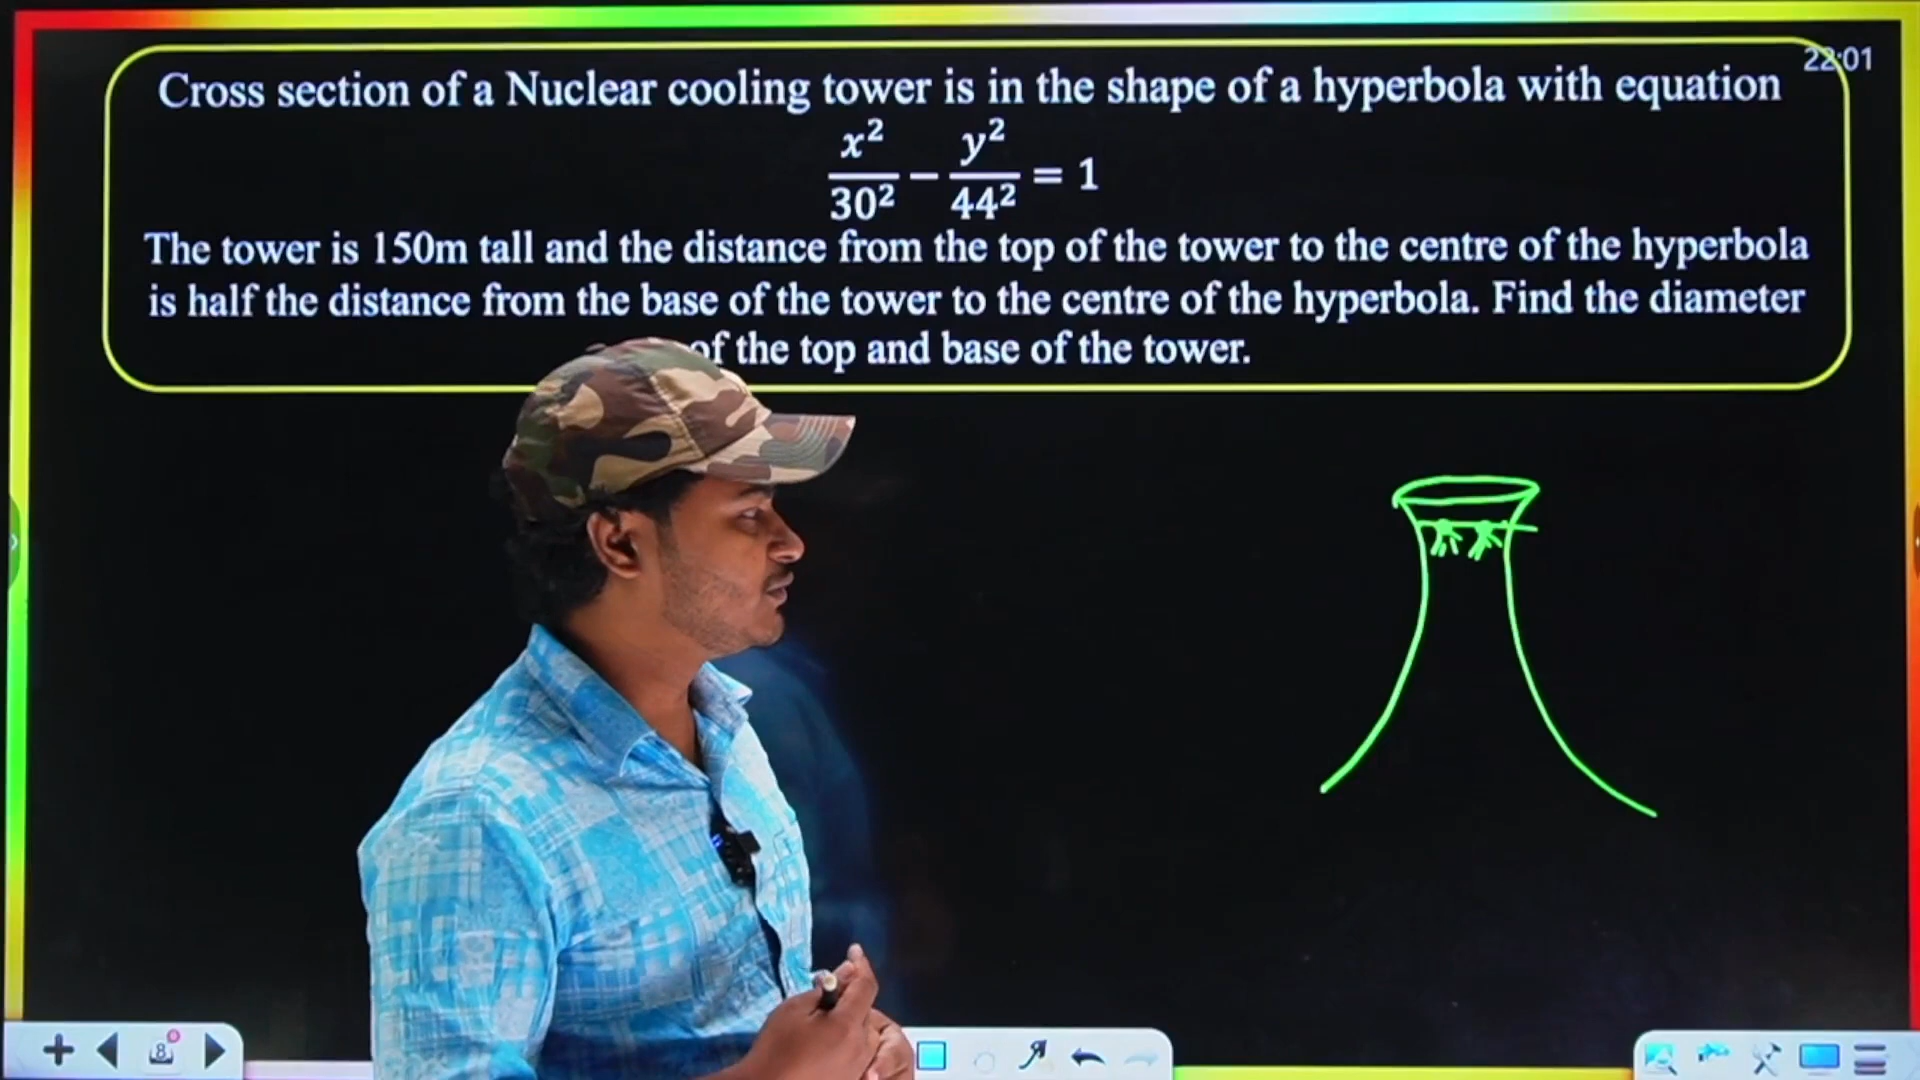 22:01
Cross section of a Nuclear cooling tower is in the shape of a hyperbola with equation
x²/30² − y²/44² = 1
The tower is 150m tall and the distance from the top of the tower to the centre of the hyperbola
is half the distance from the base of the tower to the centre of the hyperbola. Find the diameter
of the top and base of the tower.
8